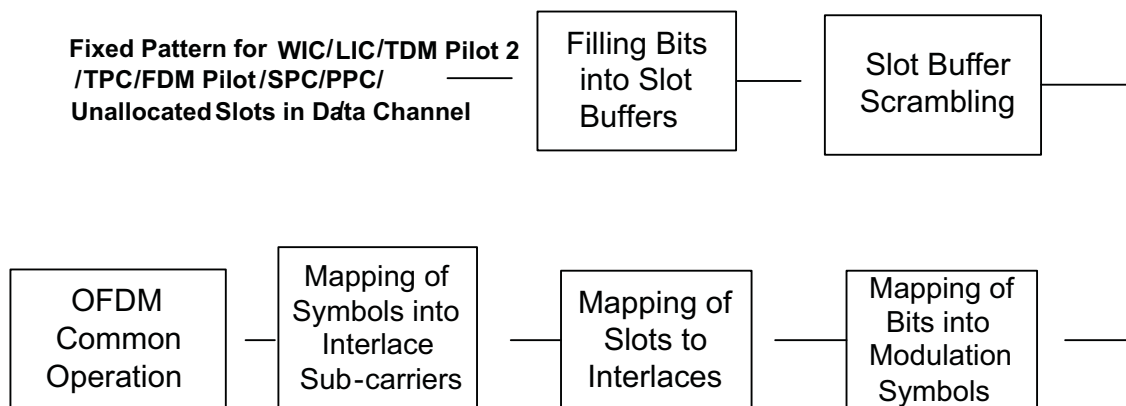 Fixed Pattern for WIC/LIC/TDM Pilot 2
/TPC/FDM Pilot/SPC/PPC/
Unallocated Slots in Data Channel
Filling Bits
into Slot
Buffers
Slot Buffer
Scrambling
OFDM
Common
Operation
Mapping of
Symbols into
Interlace
Sub-carriers
Mapping of
Slots to
Interlaces
Mapping of
Bits into
Modulation
Symbols